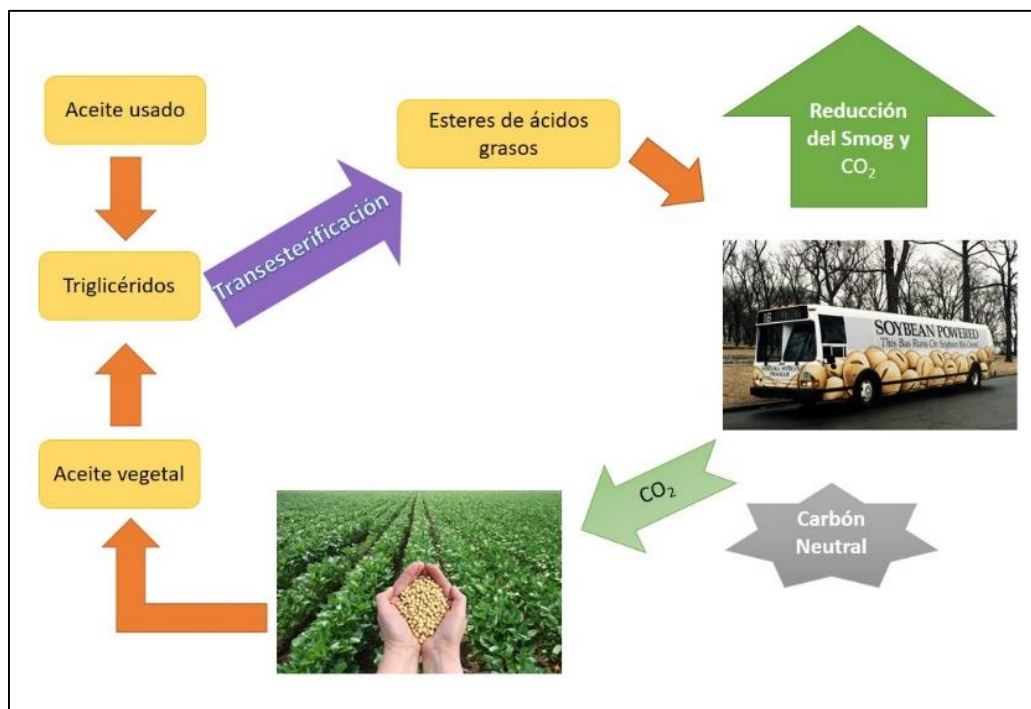 Aceite usado
Esteres de ácidos
grasos
Reducción
del Smog y
CO₂
Transesterificación
Triglicéridos
SOYBEAN POWERED
This Bus Runs On Soybean Bio-Diesel
Aceite vegetal
CO₂
Carbón
Neutral